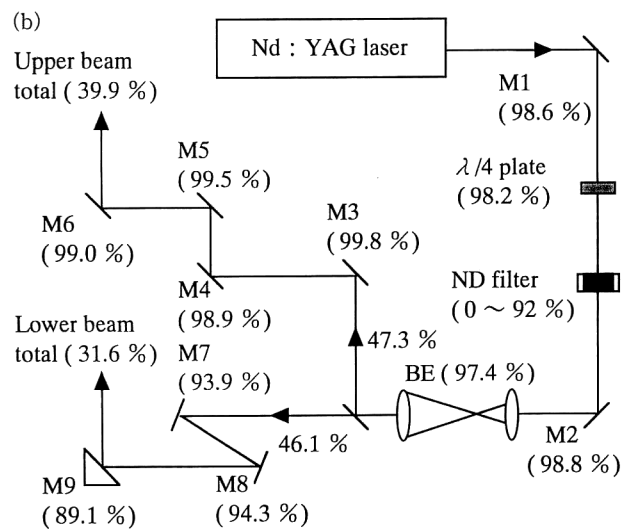 (b)
Nd : YAG laser
Upper beam
total ( 39.9 % )
M1
( 98.6 % )
M5
( 99.5 % )
λ/4 plate
( 98.2 % )
M6
( 99.0 % )
M3
( 99.8 % )
M4
( 98.9 % )
ND filter
( 0 ~ 92 % )
Lower beam
total ( 31.6 % )
M7
( 93.9 % )
47.3 %
BE ( 97.4 % )
46.1 %
M2
( 98.8 % )
M9
( 89.1 % )
M8
( 94.3 % )